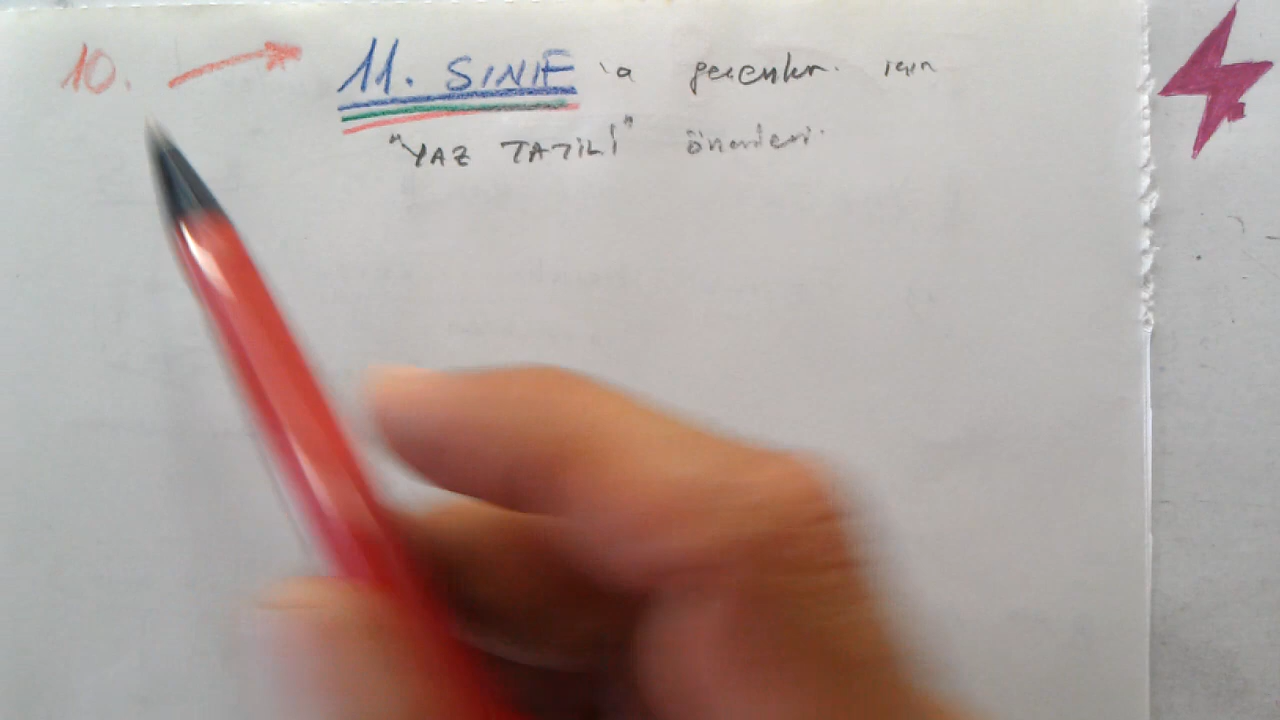 10. → 11. SINIF 'a geçenler için
"YAZ TATİLİ" önerileri